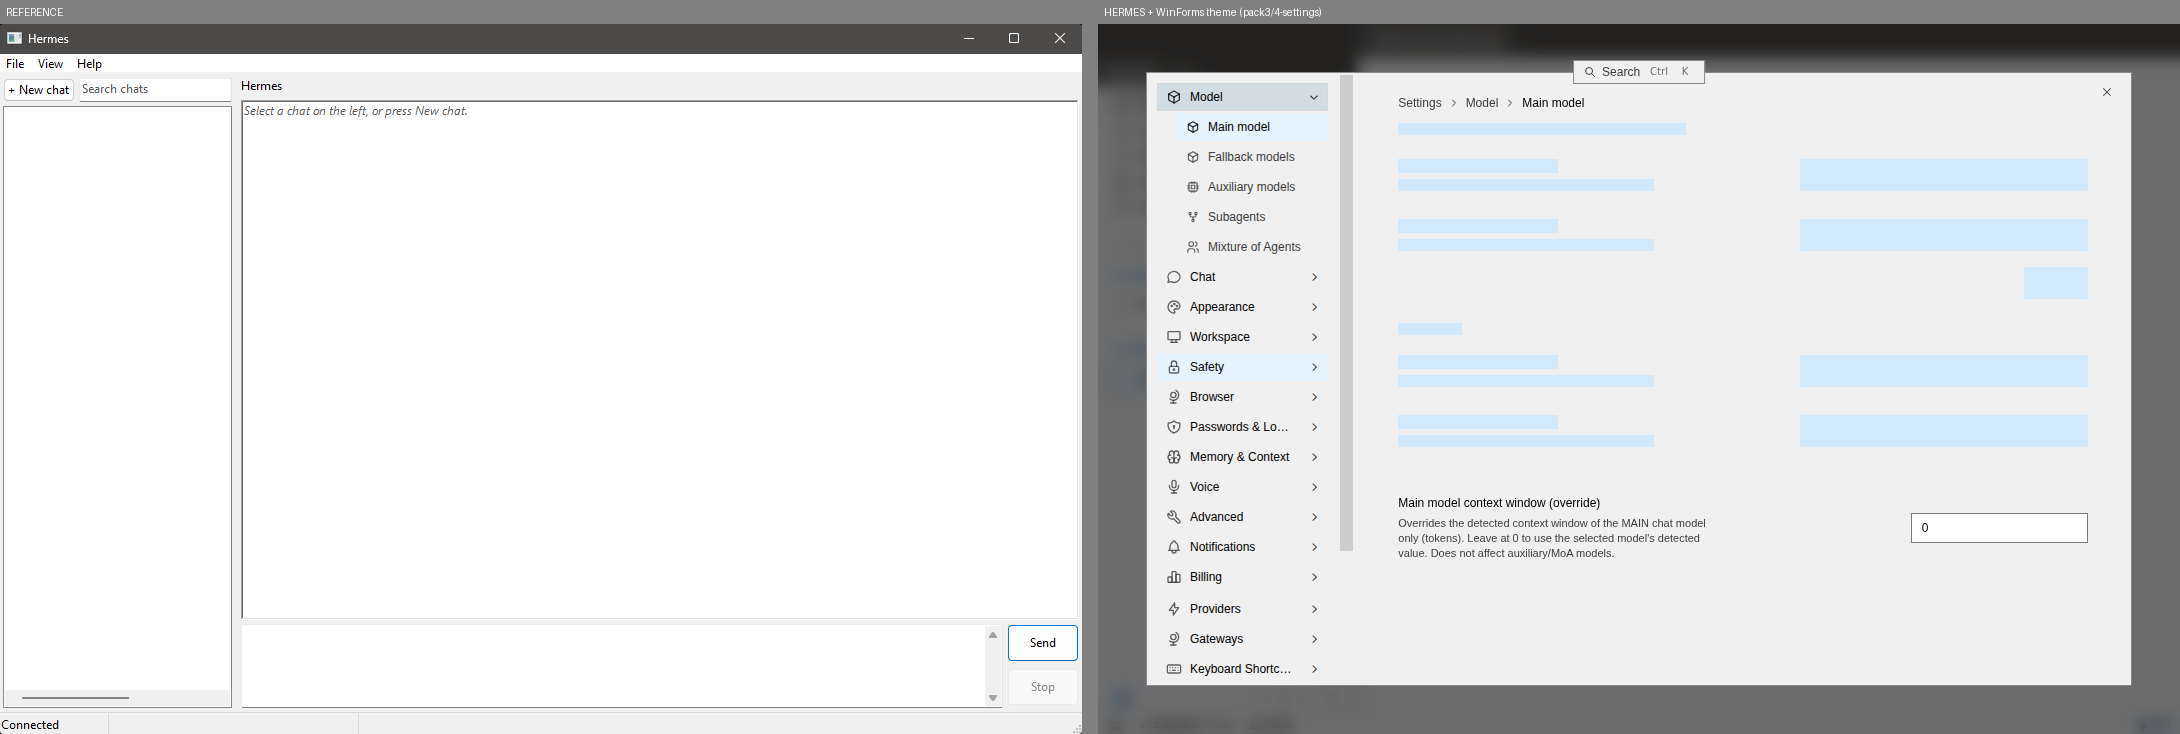 REFERENCE
Hermes
File View Help
+ New chat
Search chats
Hermes
Select a chat on the left, or press New chat.
Send
Stop
Connected
HERMES + WinForms theme (pack3/4-settings)
Search Ctrl K
Model
Main model
Fallback models
Auxiliary models
Subagents
Mixture of Agents
Chat
Appearance
Workspace
Safety
Browser
Passwords & Lo...
Memory & Context
Voice
Advanced
Notifications
Billing
Providers
Gateways
Keyboard Shortc...
Settings > Model > Main model
Main model context window (override)
Overrides the detected context window of the MAIN chat model
only (tokens). Leave at 0 to use the selected model's detected
value. Does not affect auxiliary/MoA models.
0